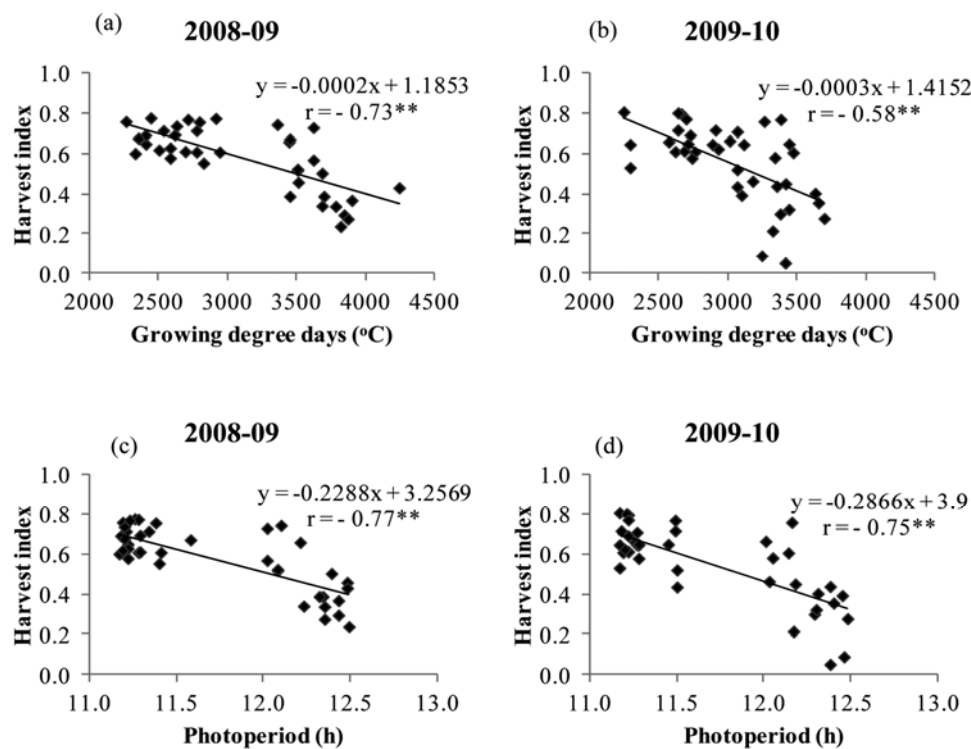 (a)
2008-09
y = -0.0002x + 1.1853
r = - 0.73**
1.0
0.8
0.6
0.4
0.2
0.0
Harvest index
2000 2500 3000 3500 4000 4500
Growing degree days (ºC)
(b)
2009-10
y = -0.0003x + 1.4152
r = - 0.58**
1.0
0.8
0.6
0.4
0.2
0.0
Harvest index
2000 2500 3000 3500 4000 4500
Growing degree days (ºC)
(c)
2008-09
y = -0.2288x + 3.2569
r = - 0.77**
1.0
0.8
0.6
0.4
0.2
0.0
Harvest index
11.0 11.5 12.0 12.5 13.0
Photoperiod (h)
(d)
2009-10
y = -0.2866x + 3.9
r = - 0.75**
1.0
0.8
0.6
0.4
0.2
0.0
Harvest index
11.0 11.5 12.0 12.5 13.0
Photoperiod (h)